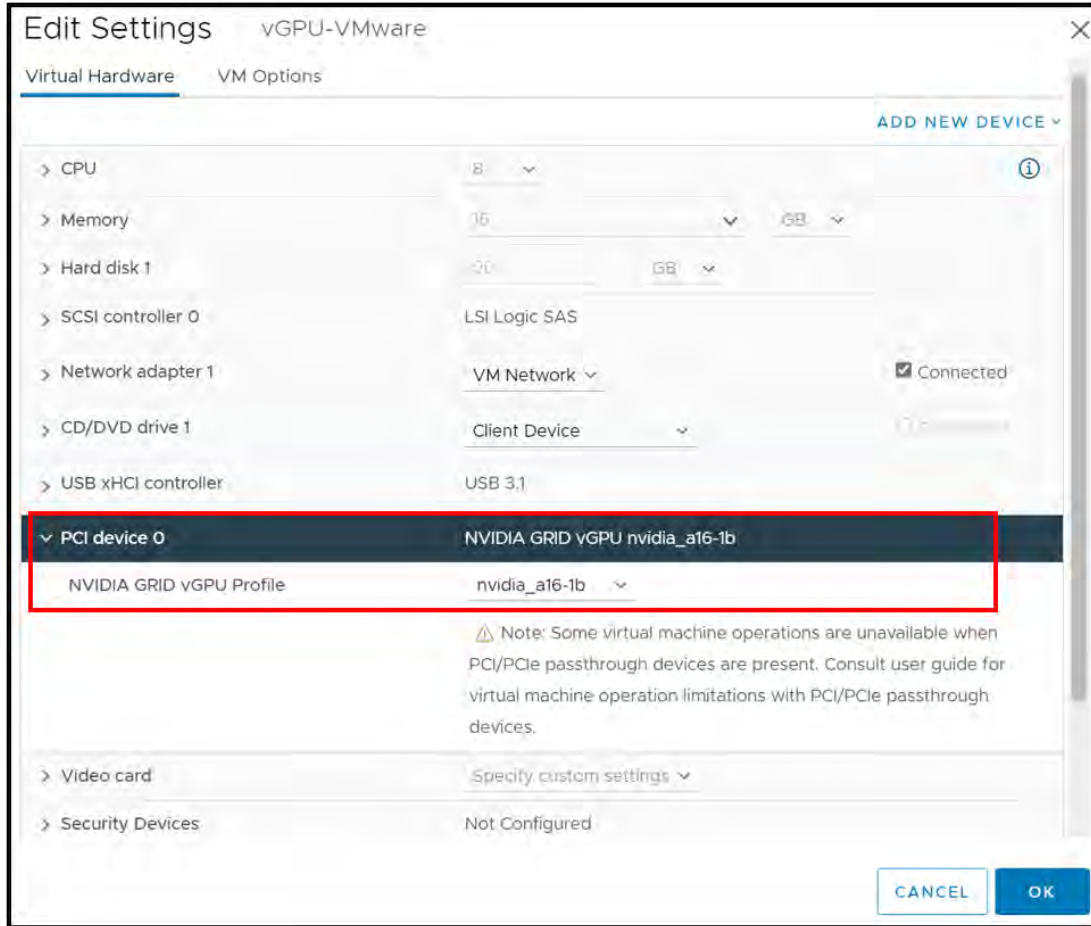 Edit Settings vGPU-VMware
Virtual Hardware VM Options
ADD NEW DEVICE
CPU 8
Memory 16 GB
Hard disk 1 GB
SCSI controller 0 LSI Logic SAS
Network adapter 1 VM Network Connected
CD/DVD drive 1 Client Device
USB xHCI controller USB 3.1
PCI device 0 NVIDIA GRID vGPU nvidia_a16-1b
NVIDIA GRID vGPU Profile nvidia_a16-1b
Note: Some virtual machine operations are unavailable when
PCI/PCIe passthrough devices are present. Consult user guide for
virtual machine operation limitations with PCI/PCIe passthrough
devices.
Video card Specify custom settings
Security Devices Not Configured
CANCEL OK